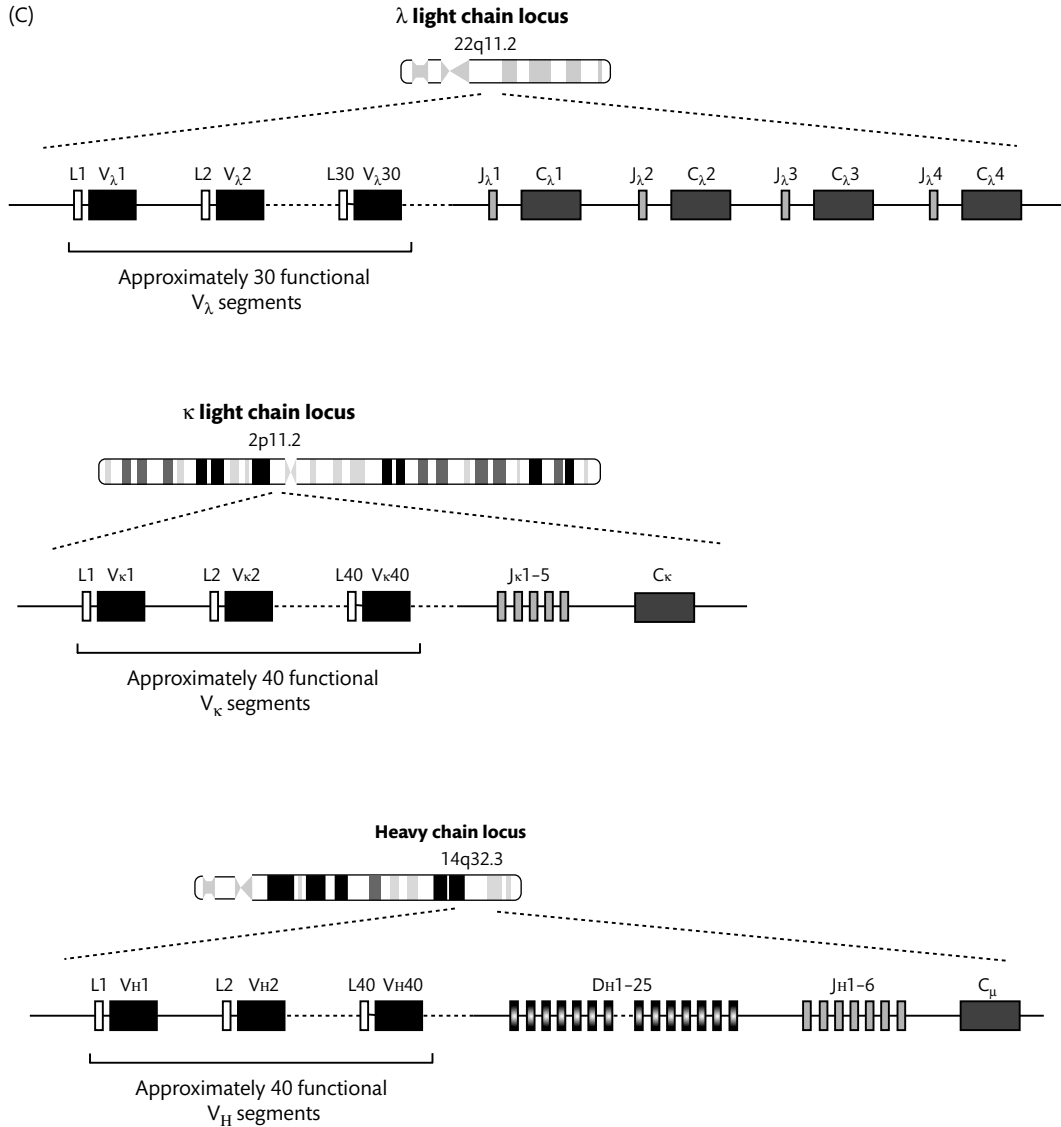 (C)
λ light chain locus
22q11.2
L1 Vλ1 L2 Vλ2 L30 Vλ30 Jλ1 Cλ1 Jλ2 Cλ2 Jλ3 Cλ3 Jλ4 Cλ4
Approximately 30 functional
Vλ segments
κ light chain locus
2p11.2
L1 Vκ1 L2 Vκ2 L40 Vκ40 Jκ1–5 Cκ
Approximately 40 functional
Vκ segments
Heavy chain locus
14q32.3
L1 VH1 L2 VH2 L40 VH40 DH1–25 JH1–6 Cμ
Approximately 40 functional
VH segments